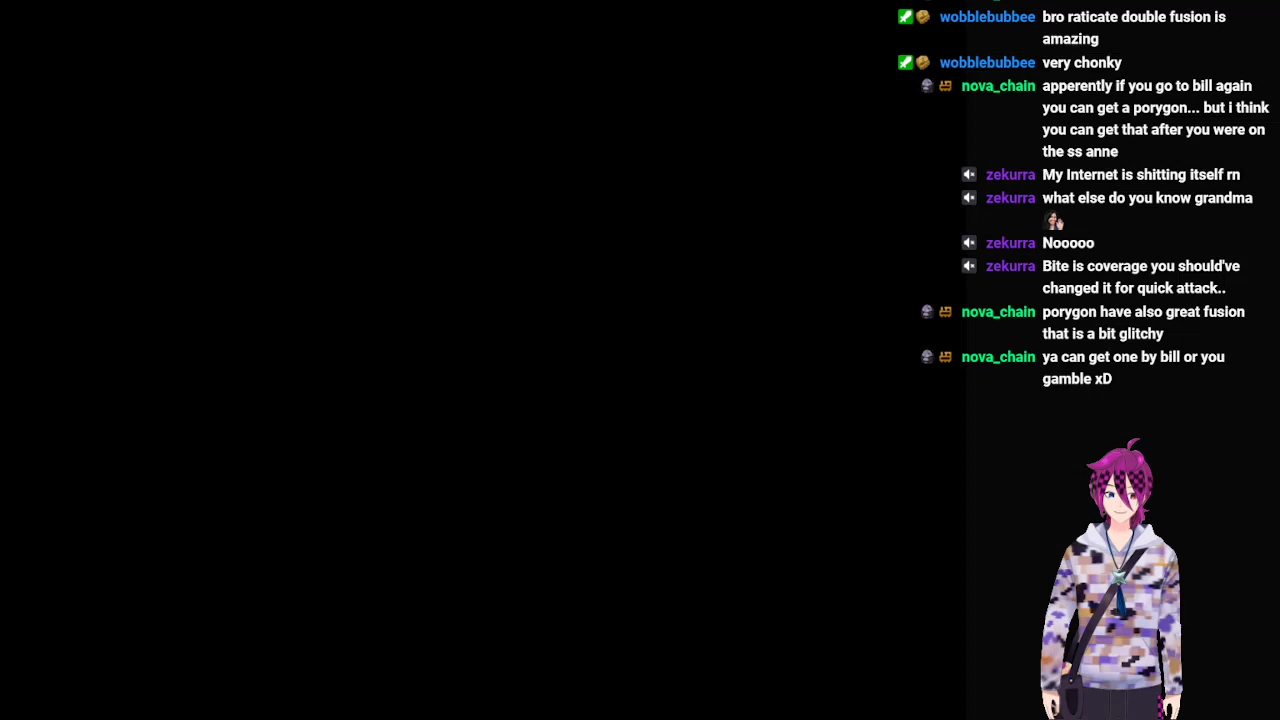 wobblebubbee bro raticate double fusion is
amazing
wobblebubbee very chonky
nova_chain apperently if you go to bill again
you can get a porygon... but i think
you can get that after you were on
the ss anne
zekurra My Internet is shitting itself rn
zekurra what else do you know grandma
zekurra Nooooo
zekurra Bite is coverage you should've
changed it for quick attack..
nova_chain porygon have also great fusion
that is a bit glitchy
nova_chain ya can get one by bill or you
gamble xD